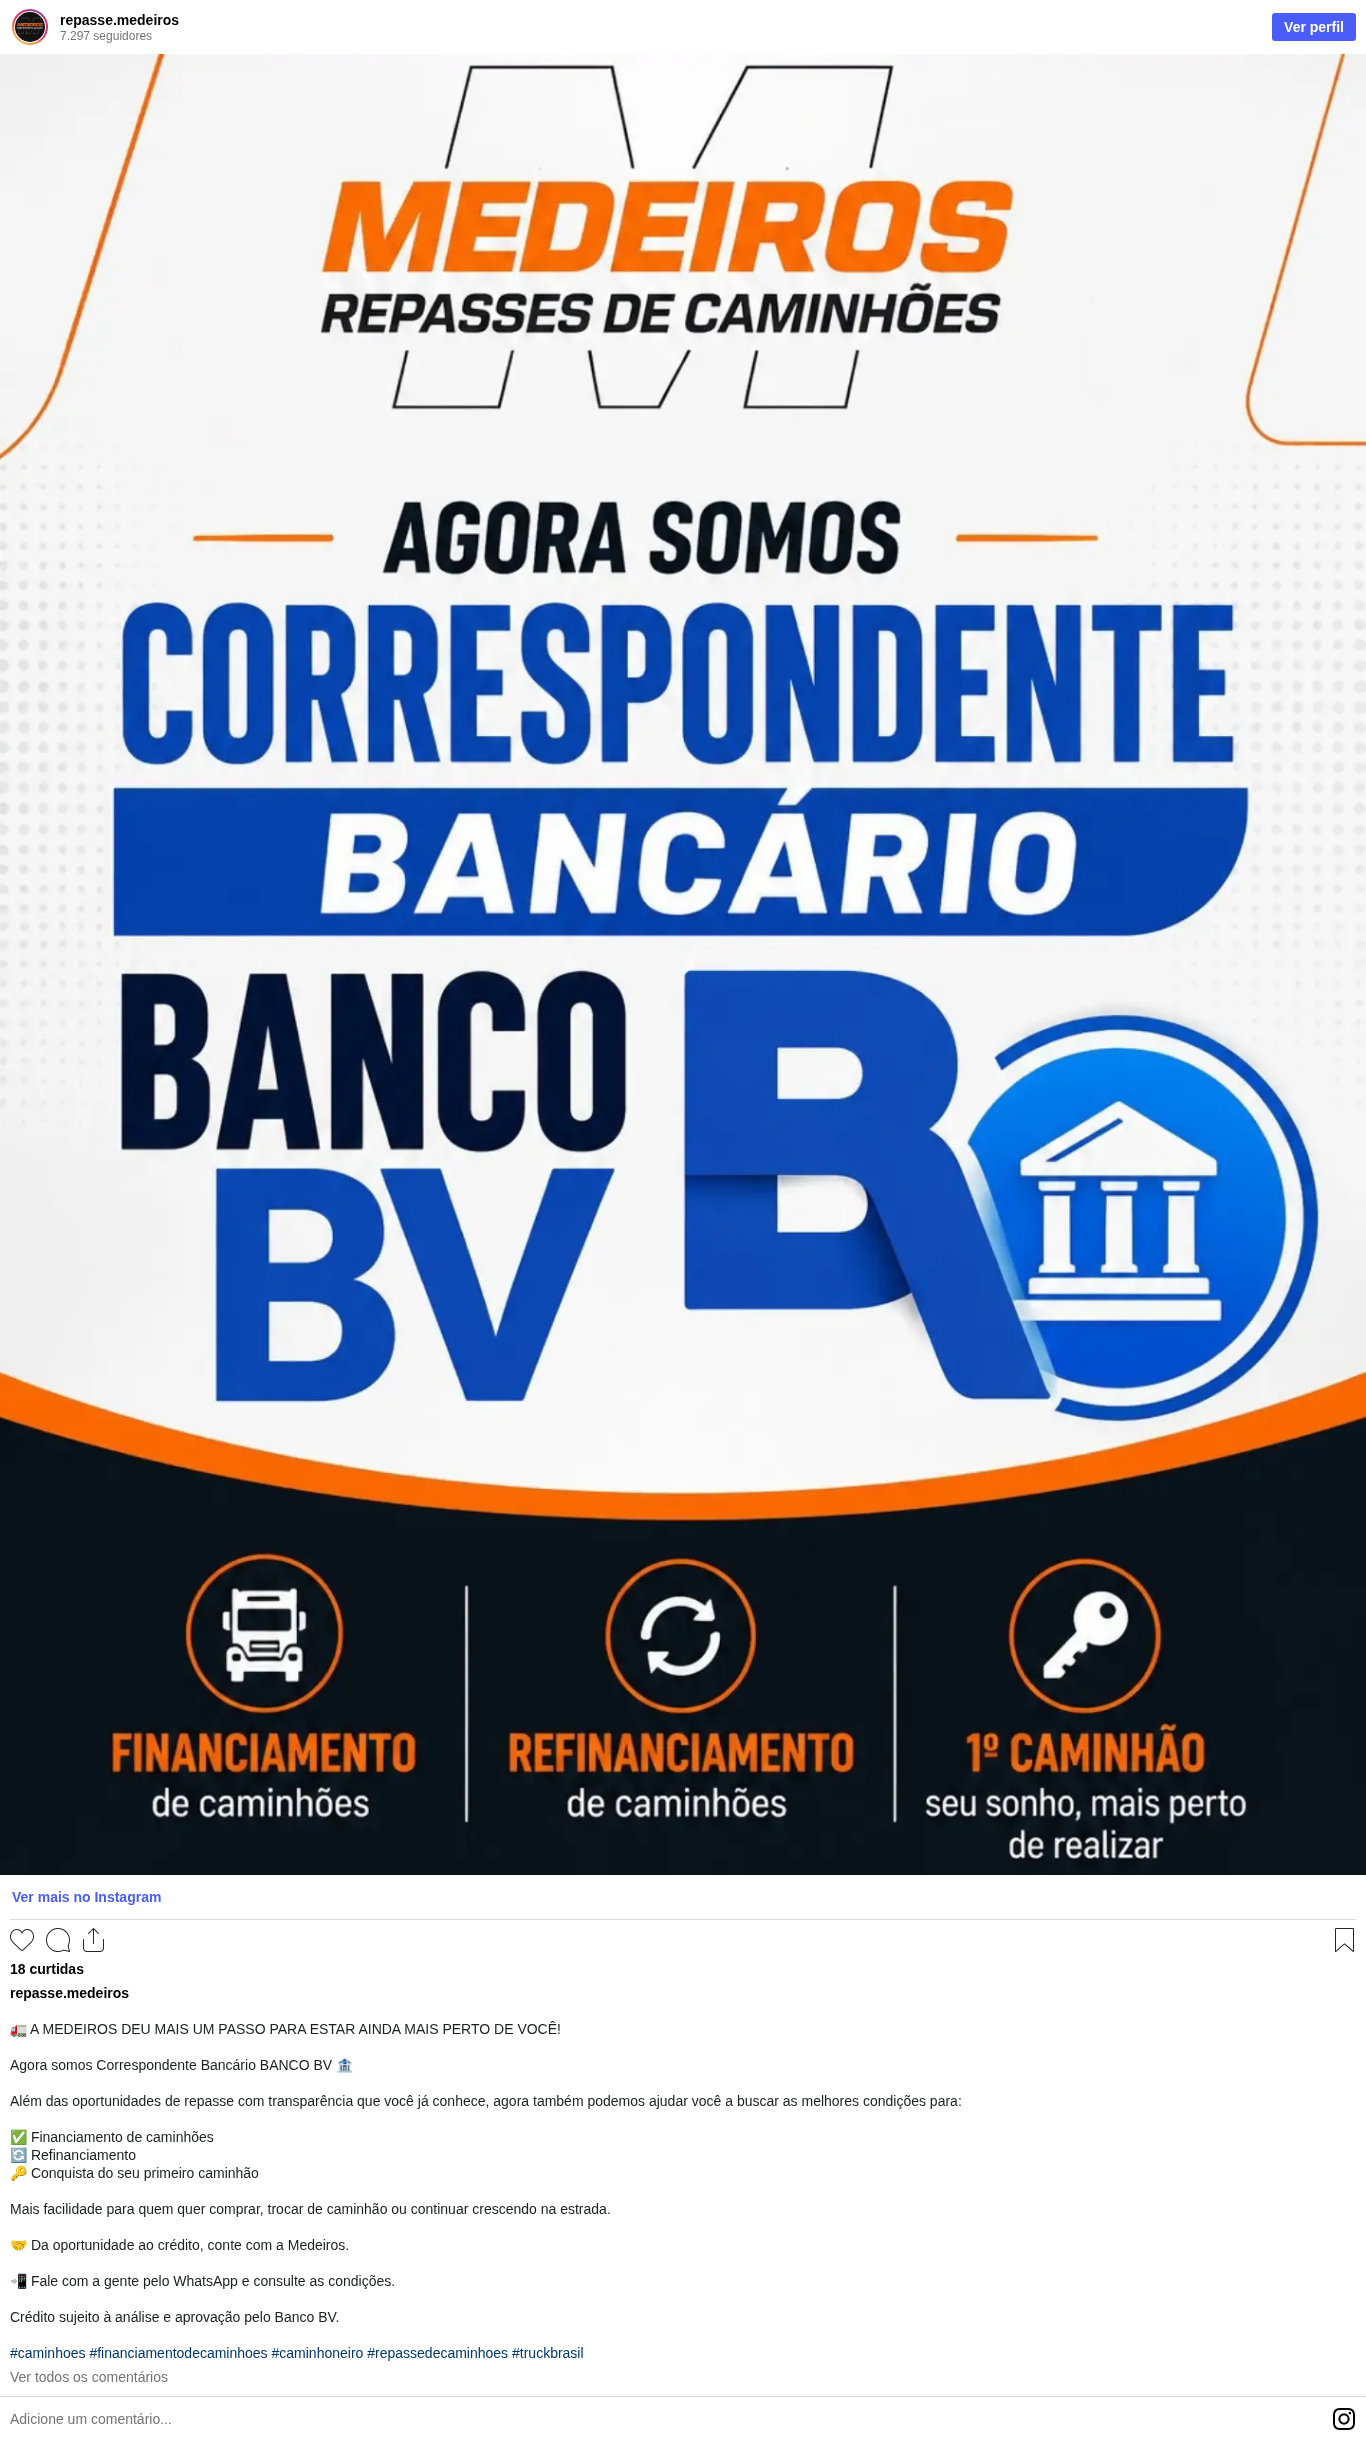 repasse.medeiros
7.297 seguidores
Ver perfil
MEDEIROS
REPASSES DE CAMINHÕES
AGORA SOMOS
CORRESPONDENTE
BANCÁRIO
BANCO
BV
FINANCIAMENTO
de caminhões
REFINANCIAMENTO
de caminhões
1º CAMINHÃO
seu sonho, mais perto
de realizar
Ver mais no Instagram
18 curtidas
repasse.medeiros
🚛 A MEDEIROS DEU MAIS UM PASSO PARA ESTAR AINDA MAIS PERTO DE VOCÊ!
Agora somos Correspondente Bancário BANCO BV 🏦
Além das oportunidades de repasse com transparência que você já conhece, agora também podemos ajudar você a buscar as melhores condições para:
✅ Financiamento de caminhões
🔄 Refinanciamento
🔑 Conquista do seu primeiro caminhão
Mais facilidade para quem quer comprar, trocar de caminhão ou continuar crescendo na estrada.
🤝 Da oportunidade ao crédito, conte com a Medeiros.
📲 Fale com a gente pelo WhatsApp e consulte as condições.
Crédito sujeito à análise e aprovação pelo Banco BV.
#caminhoes #financiamentodecaminhoes #caminhoneiro #repassedecaminhoes #truckbrasil
Ver todos os comentários
Adicione um comentário...